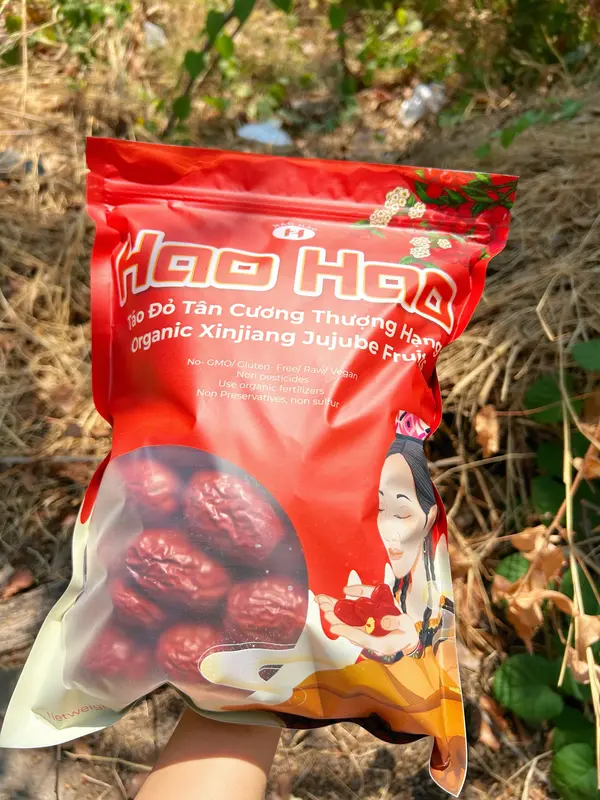 H
Hao Hao
Táo Đỏ Tân Cương Thượng Hạng
Organic Xinjiang Jujube Fruit
No- GMO/ Gluten- Free/ Raw/ Vegan
Non pesticides
Use organic fertilizers
Non Preservatives, non sulfur